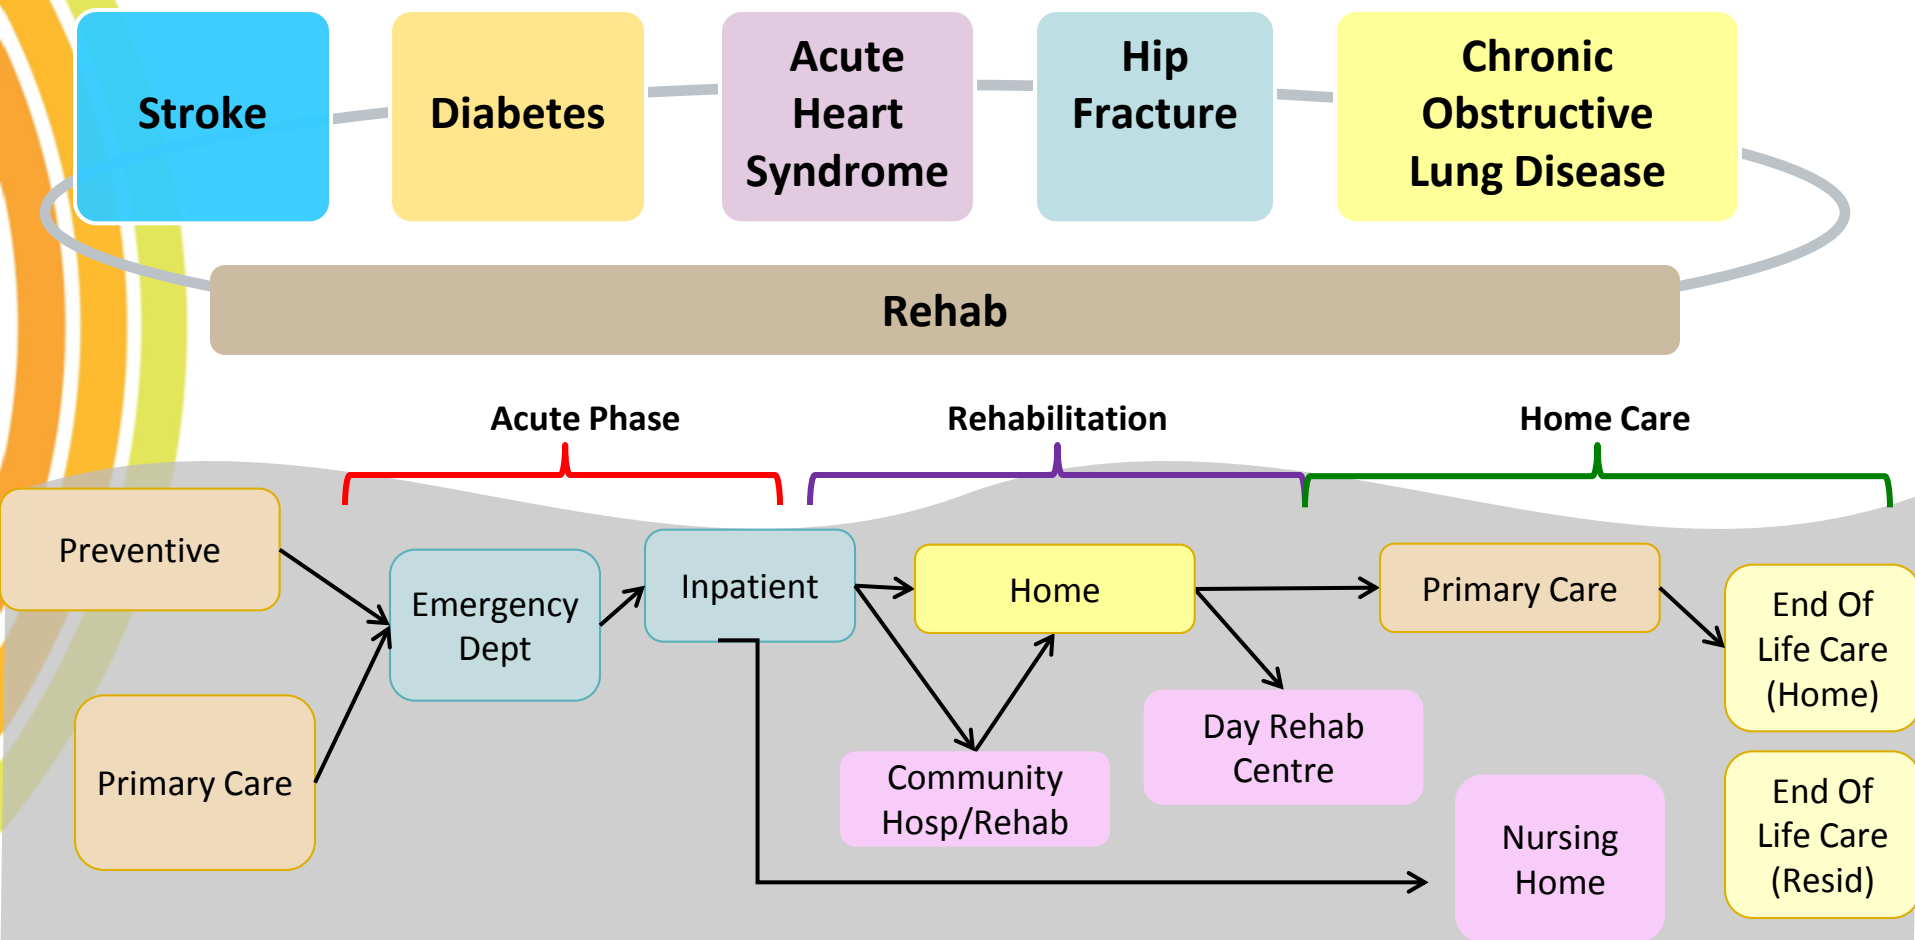 Stroke
Diabetes
Acute
Heart
Syndrome
Hip
Fracture
Chronic
Obstructive
Lung Disease
Rehab
Acute Phase
Rehabilitation
Home Care
Preventive
Primary Care
Emergency
Dept
Inpatient
Home
Community
Hosp/Rehab
Day Rehab
Centre
Primary Care
Nursing
Home
End Of
Life Care
(Home)
End Of
Life Care
(Resid)